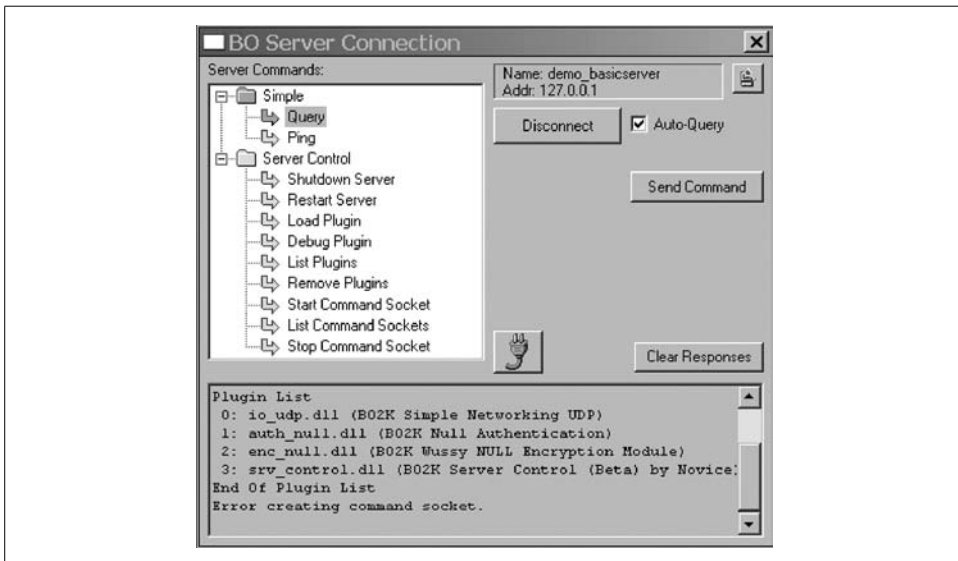 BO Server Connection
Server Commands:
Name: demo_basicserver
Addr: 127.0.0.1
Simple
Query
Ping
Server Control
Shutdown Server
Restart Server
Load Plugin
Debug Plugin
List Plugins
Remove Plugins
Start Command Socket
List Command Sockets
Stop Command Socket
Disconnect
Auto-Query
Send Command
Clear Responses
Plugin List
0: io_udp.dll (BO2K Simple Networking UDP)
1: auth_null.dll (BO2K Null Authentication)
2: enc_null.dll (BO2K Wussy NULL Encryption Module)
3: srv_control.dll (BO2K Server Control (Beta) by Novice)
End Of Plugin List
Error creating command socket.